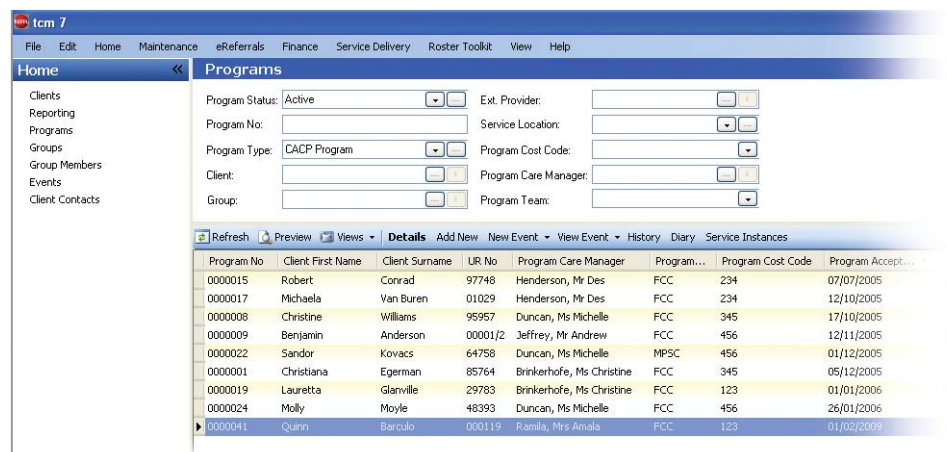 tcm tcm 7
File Edit Home Maintenance eReferrals Finance Service Delivery Roster Toolkit View Help
Home « Programs
Clients
Reporting
Programs
Groups
Group Members
Events
Client Contacts
Program Status: Active ... Ext. Provider: ...
Program No: Service Location: ...
Program Type: CACP Program ... Program Cost Code:
Client: ... Program Care Manager: ...
Group: ... Program Team:
Refresh Preview Views Details Add New New Event View Event History Diary Service Instances
Program No Client First Name Client Surname UR No Program Care Manager Program... Program Cost Code Program Accept...
0000015 Robert Conrad 97748 Henderson, Mr Des FCC 234 07/07/2005
0000017 Michaela Van Buren 01029 Henderson, Mr Des FCC 234 12/10/2005
0000008 Christine Williams 95957 Duncan, Ms Michelle FCC 345 17/10/2005
0000009 Benjamin Anderson 00001/2 Jeffrey, Mr Andrew FCC 456 12/11/2005
0000022 Sandor Kovacs 64758 Duncan, Ms Michelle MPSC 456 01/12/2005
0000001 Christiana Egerman 85764 Brinkerhofe, Ms Christine FCC 345 05/12/2005
0000019 Lauretta Glanville 29783 Brinkerhofe, Ms Christine FCC 123 01/01/2006
0000024 Molly Moyle 48393 Duncan, Ms Michelle FCC 456 26/01/2006
0000041 Quinn Barculo 000119 Ramila, Mrs Amala FCC 123 01/02/2009